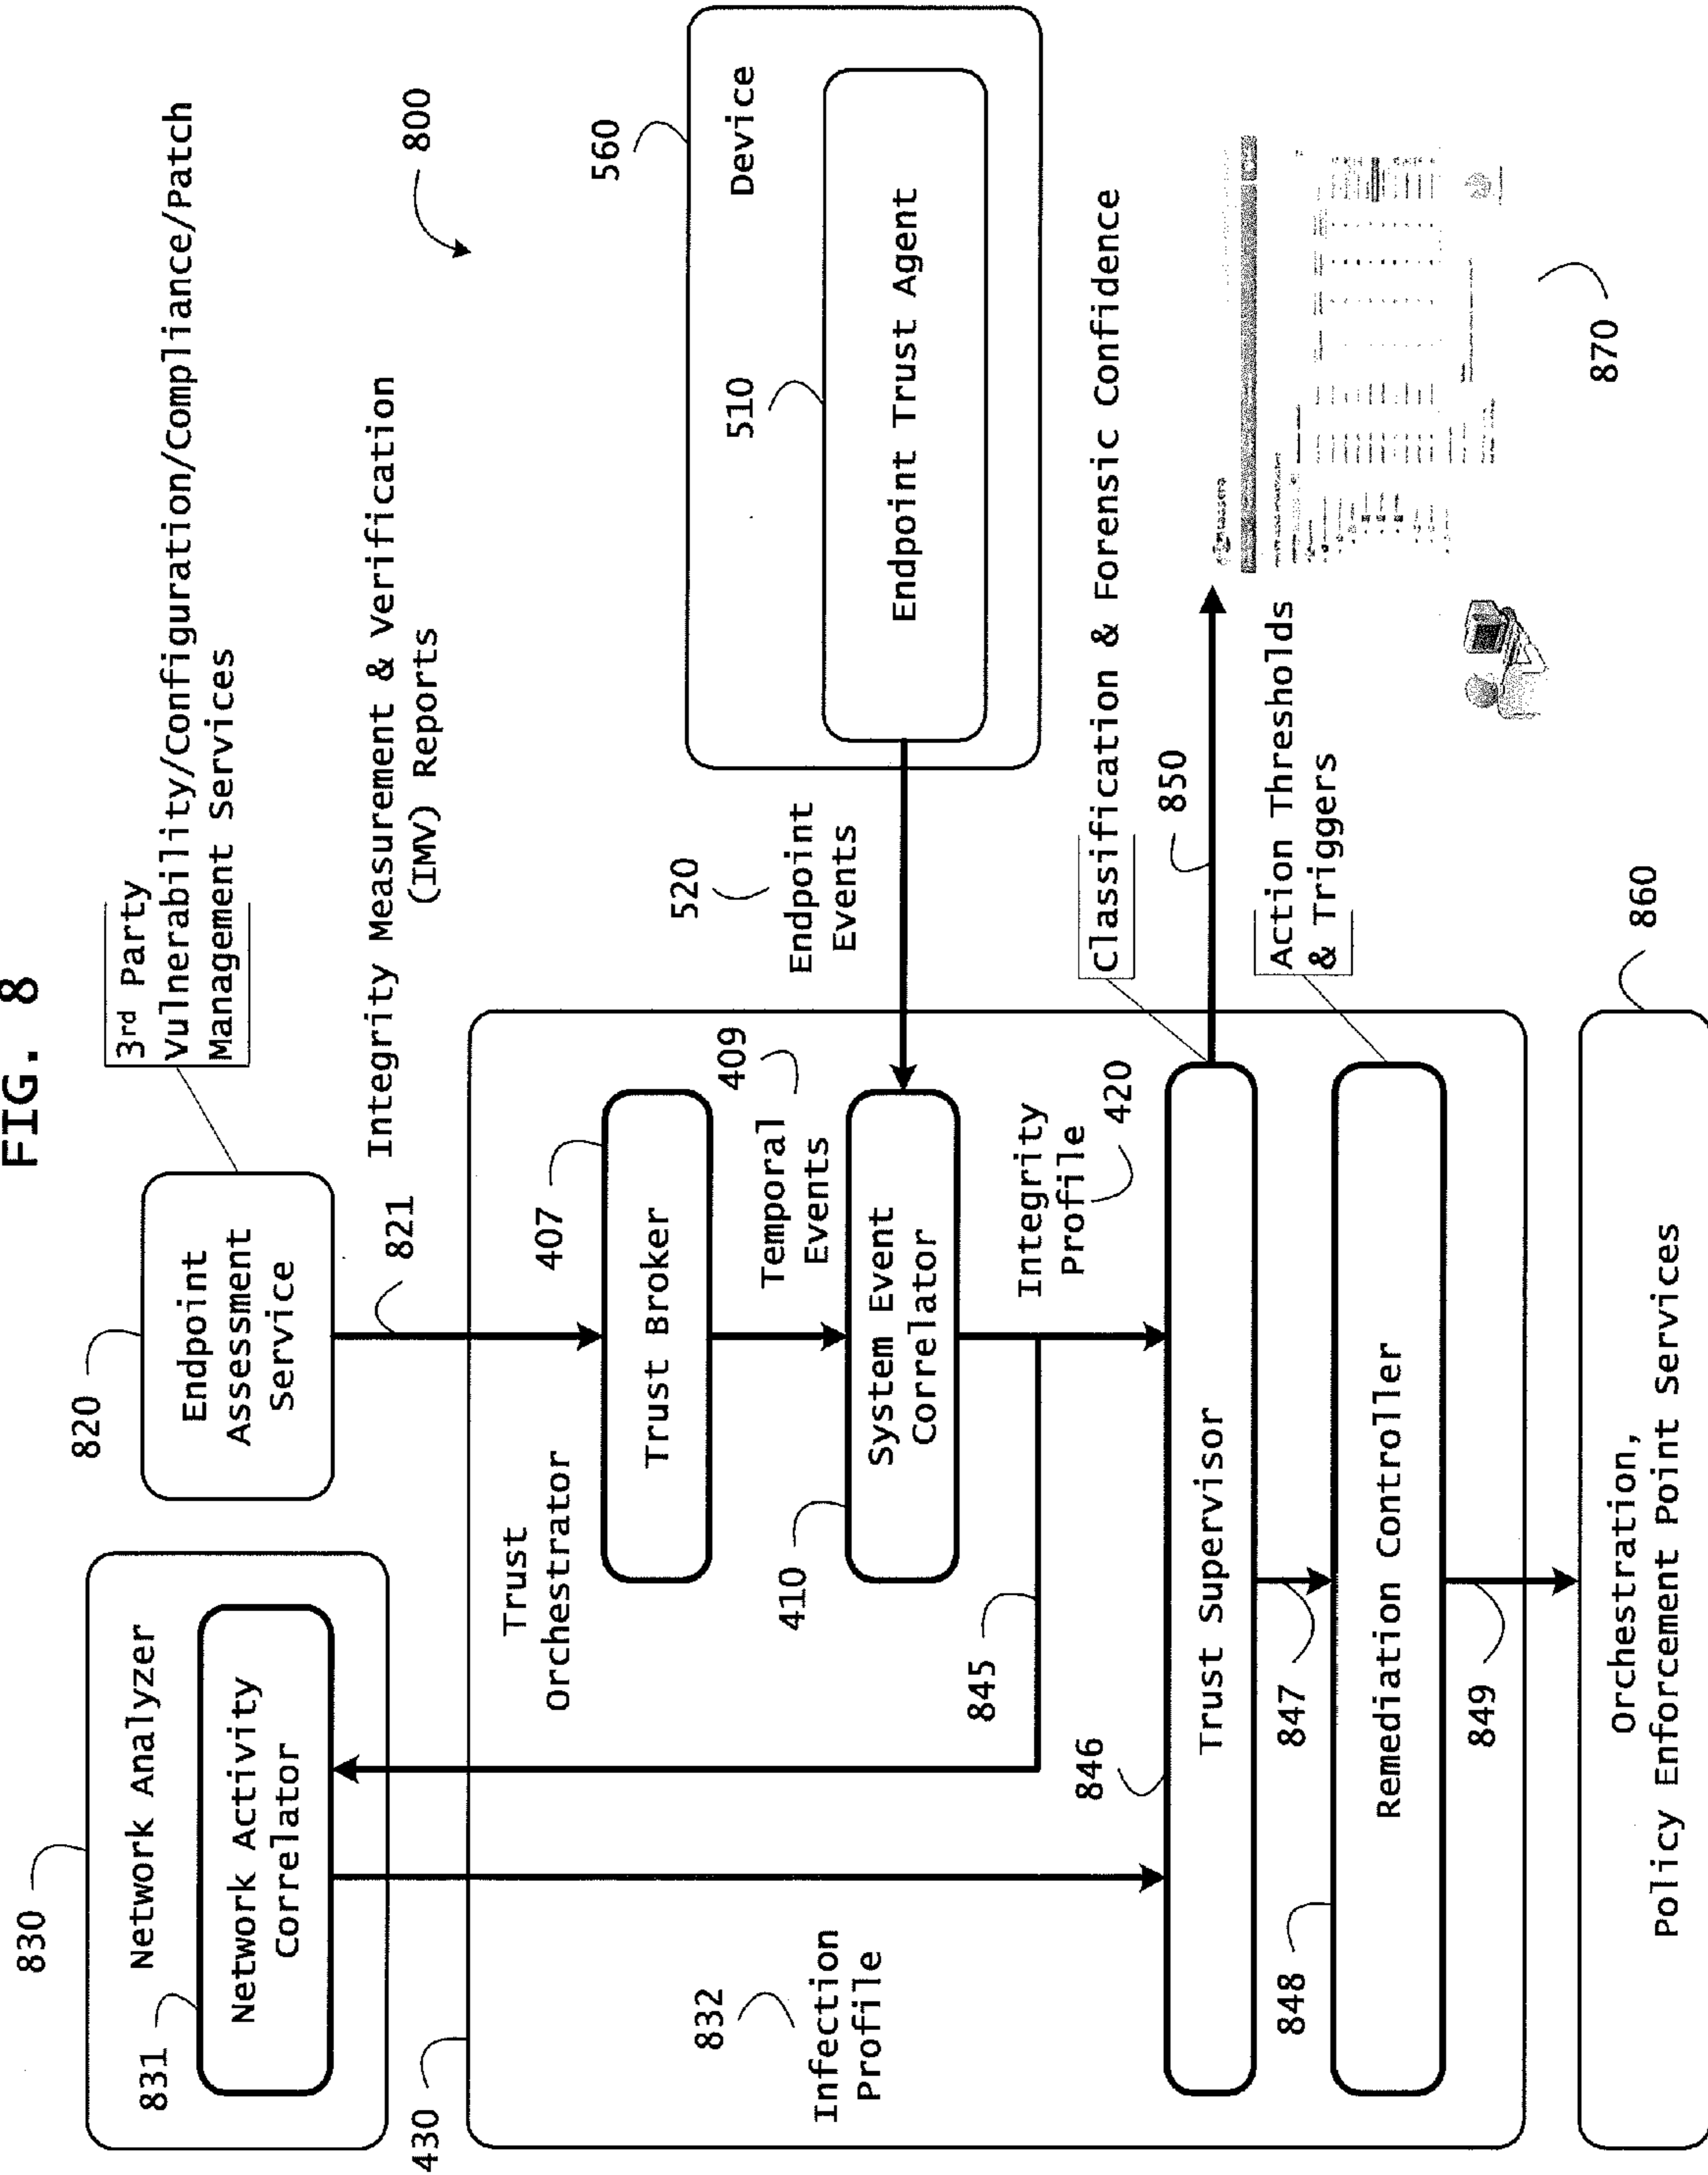 FIG. 8
800
830
Network Analyzer
831
Network Activity
Correlator
820
Endpoint
Assessment
Service
3rd Party
Vulnerability/Configuration/Compliance/Patch
Management Services
821
Integrity Measurement & Verification
(IMV) Reports
430
Trust
Orchestrator
407
Trust Broker
Temporal
Events
409
410
System Event
Correlator
520
Endpoint
Events
560
Device
510
Endpoint Trust Agent
832
Infection
Profile
845
Integrity
Profile
420
846
Trust Supervisor
Classification & Forensic Confidence
850
847
848
Remediation Controller
Action Thresholds
& Triggers
849
870
860
Orchestration,
Policy Enforcement Point Services